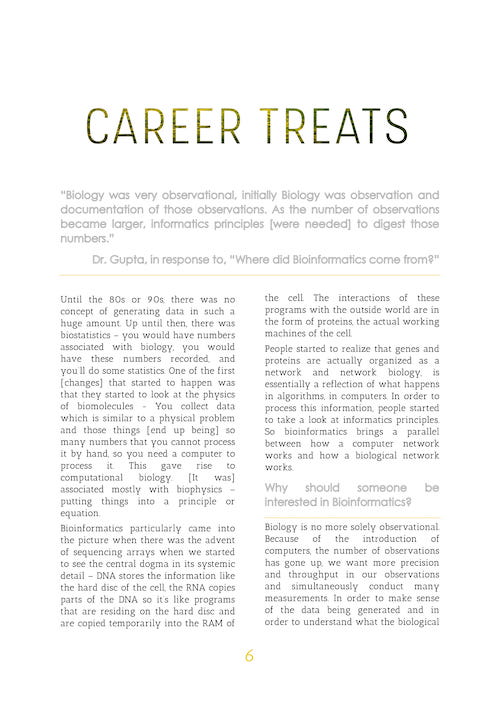 CAREER TREATS
“Biology was very observational, initially Biology was observation and
documentation of those observations. As the number of observations
became larger, informatics principles [were needed] to digest those
numbers.”
Dr. Gupta, in response to, “Where did Bioinformatics come from?”
Until the 80s or 90s, there was no
concept of generating data in such a
huge amount. Up until then, there was
biostatistics – you would have numbers
associated with biology, you would
have these numbers recorded, and
you'll do some statistics. One of the first
[changes] that started to happen was
that they started to look at the physics
of biomolecules - You collect data
which is similar to a physical problem
and those things [end up being] so
many numbers that you cannot process
it by hand, so you need a computer to
process it. This gave rise to
computational biology. [It was]
associated mostly with biophysics –
putting things into a principle or
equation.
Bioinformatics particularly came into
the picture when there was the advent
of sequencing arrays when we started
to see the central dogma in its systemic
detail – DNA stores the information like
the hard disc of the cell, the RNA copies
parts of the DNA so it's like programs
that are residing on the hard disc and
are copied temporarily into the RAM of
the cell. The interactions of these
programs with the outside world are in
the form of proteins, the actual working
machines of the cell.
People started to realize that genes and
proteins are actually organized as a
network and network biology, is
essentially a reflection of what happens
in algorithms, in computers. In order to
process this information, people started
to take a look at informatics principles.
So bioinformatics brings a parallel
between how a computer network
works and how a biological network
works.
Why should someone be
interested in Bioinformatics?
Biology is no more solely observational.
Because of the introduction of
computers, the number of observations
has gone up, we want more precision
and throughput in our observations
and simultaneously conduct many
measurements. In order to make sense
of the data being generated and in
order to understand what the biological
6